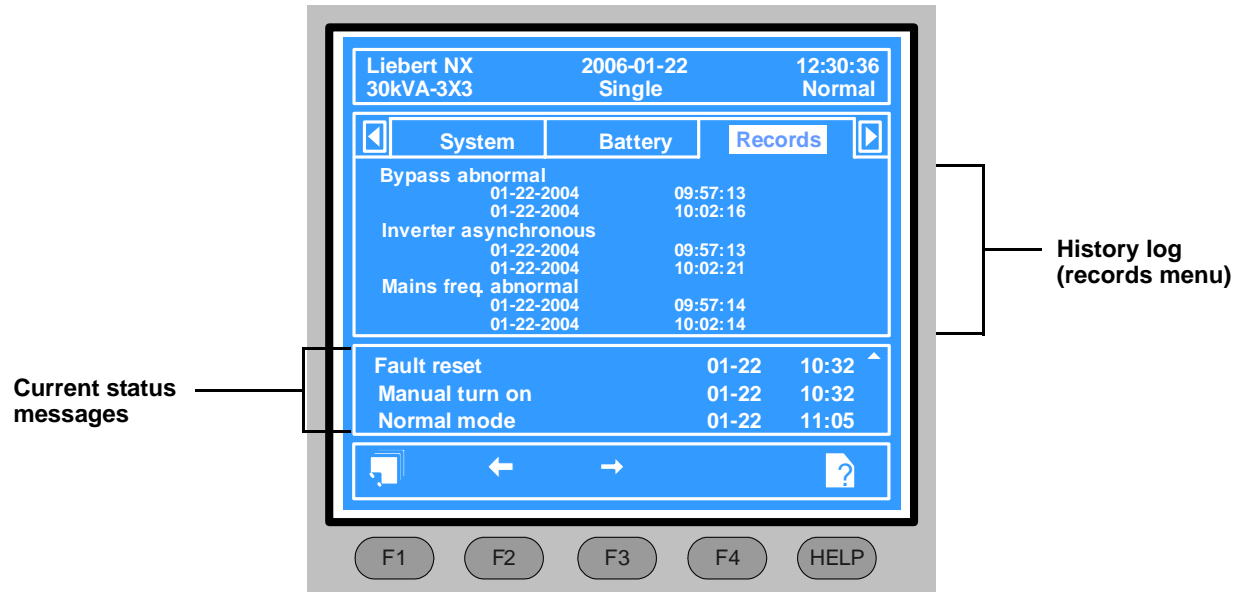 Liebert NX 2006-01-22 12:30:36
30kVA-3X3 Single Normal
System Battery Records
Bypass abnormal
01-22-2004 09:57:13
01-22-2004 10:02:16
Inverter asynchronous
01-22-2004 09:57:13
01-22-2004 10:02:21
Mains freq. abnormal
01-22-2004 09:57:14
01-22-2004 10:02:14
History log
(records menu)
Fault reset 01-22 10:32
Manual turn on 01-22 10:32
Normal mode 01-22 11:05
Current status
messages
?
F1 F2 F3 F4 HELP